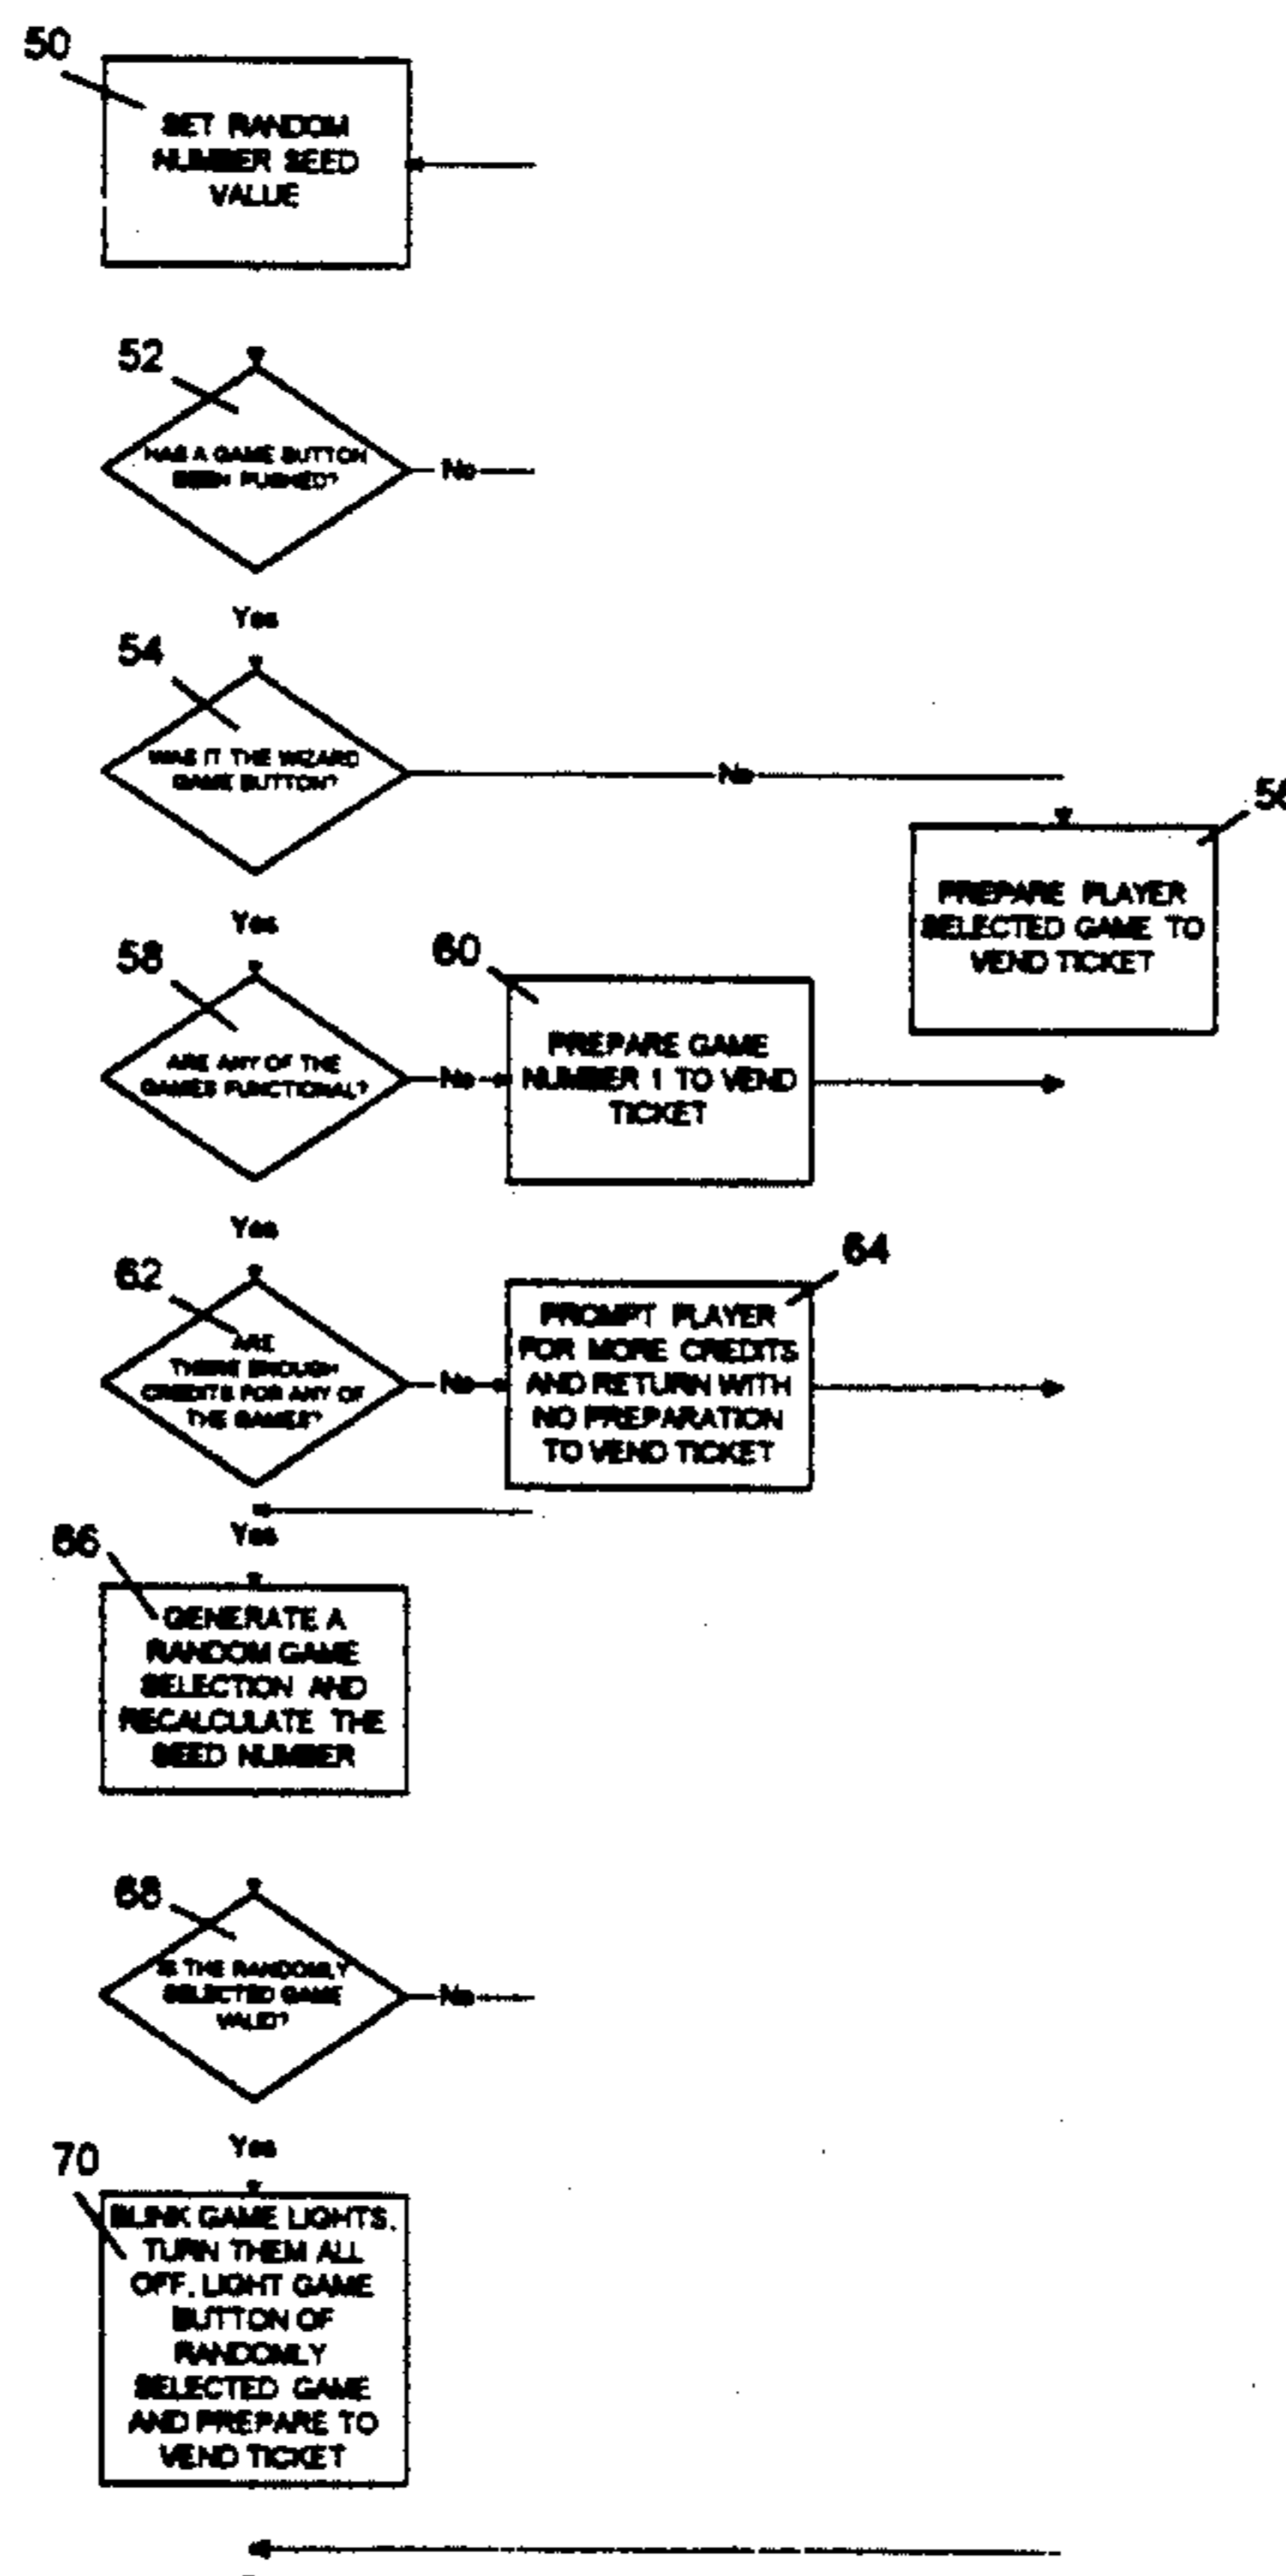 50
SET RANDOM
NUMBER SEED
VALUE
52
HAS A GAME BUTTON
BEEN PUSHED?
No
Yes
54
WAS IT THE WIZARD
GAME BUTTON?
No
56
PREPARE PLAYER
SELECTED GAME TO
VEND TICKET
Yes
58
ARE ANY OF THE
GAMES FUNCTIONAL?
No
60
PREPARE GAME
NUMBER 1 TO VEND
TICKET
Yes
62
ARE
THERE ENOUGH
CREDITS FOR ANY OF
THE GAMES?
No
64
PROMPT PLAYER
FOR MORE CREDITS
AND RETURN WITH
NO PREPARATION
TO VEND TICKET
Yes
66
GENERATE A
RANDOM GAME
SELECTION AND
RECALCULATE THE
SEED NUMBER
68
IS THE RANDOMLY
SELECTED GAME
VALID?
No
Yes
70
BLINK GAME LIGHTS,
TURN THEM ALL
OFF, LIGHT GAME
BUTTON OF
RANDOMLY
SELECTED GAME
AND PREPARE TO
VEND TICKET